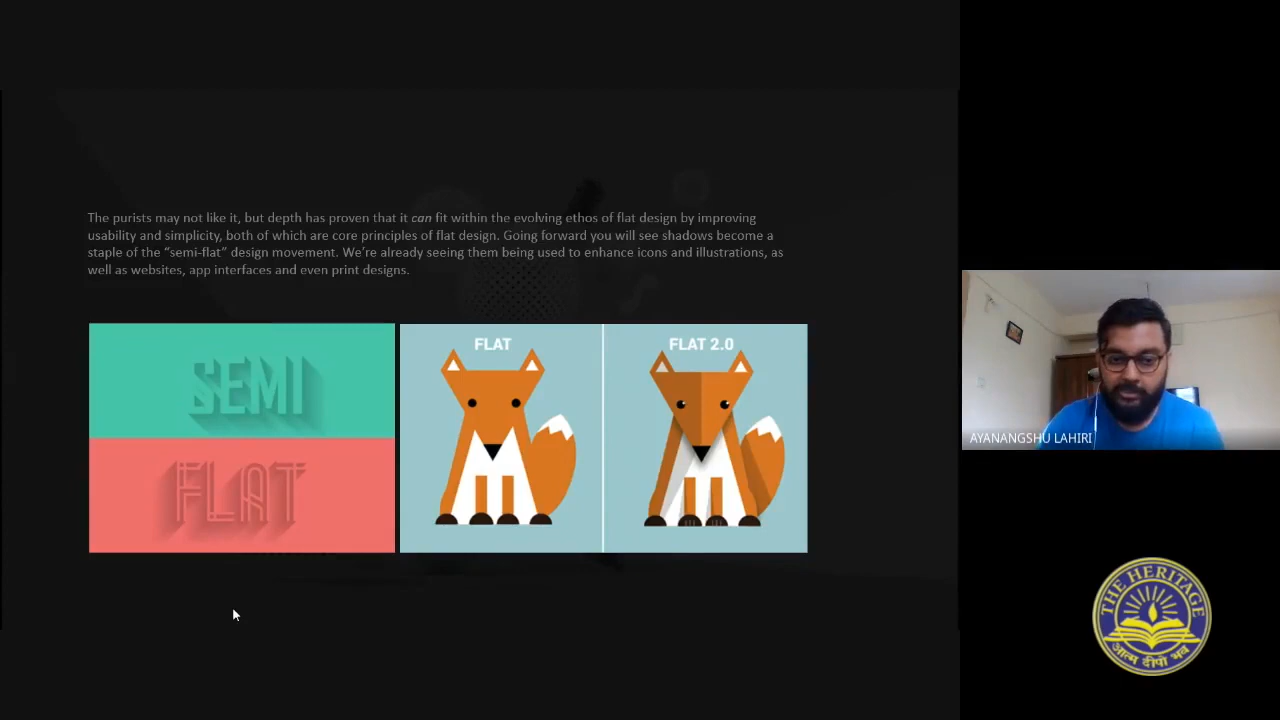 The purists may not like it, but depth has proven that it can fit within the evolving ethos of flat design by improving
usability and simplicity, both of which are core principles of flat design. Going forward you will see shadows become a
staple of the “semi-flat” design movement. We’re already seeing them being used to enhance icons and illustrations, as
well as websites, app interfaces and even print designs.
SEMI
FLAT
FLAT
FLAT 2.0
AYANANGSHU LAHIRI
THE HERITAGE
आत्म दीपो भव